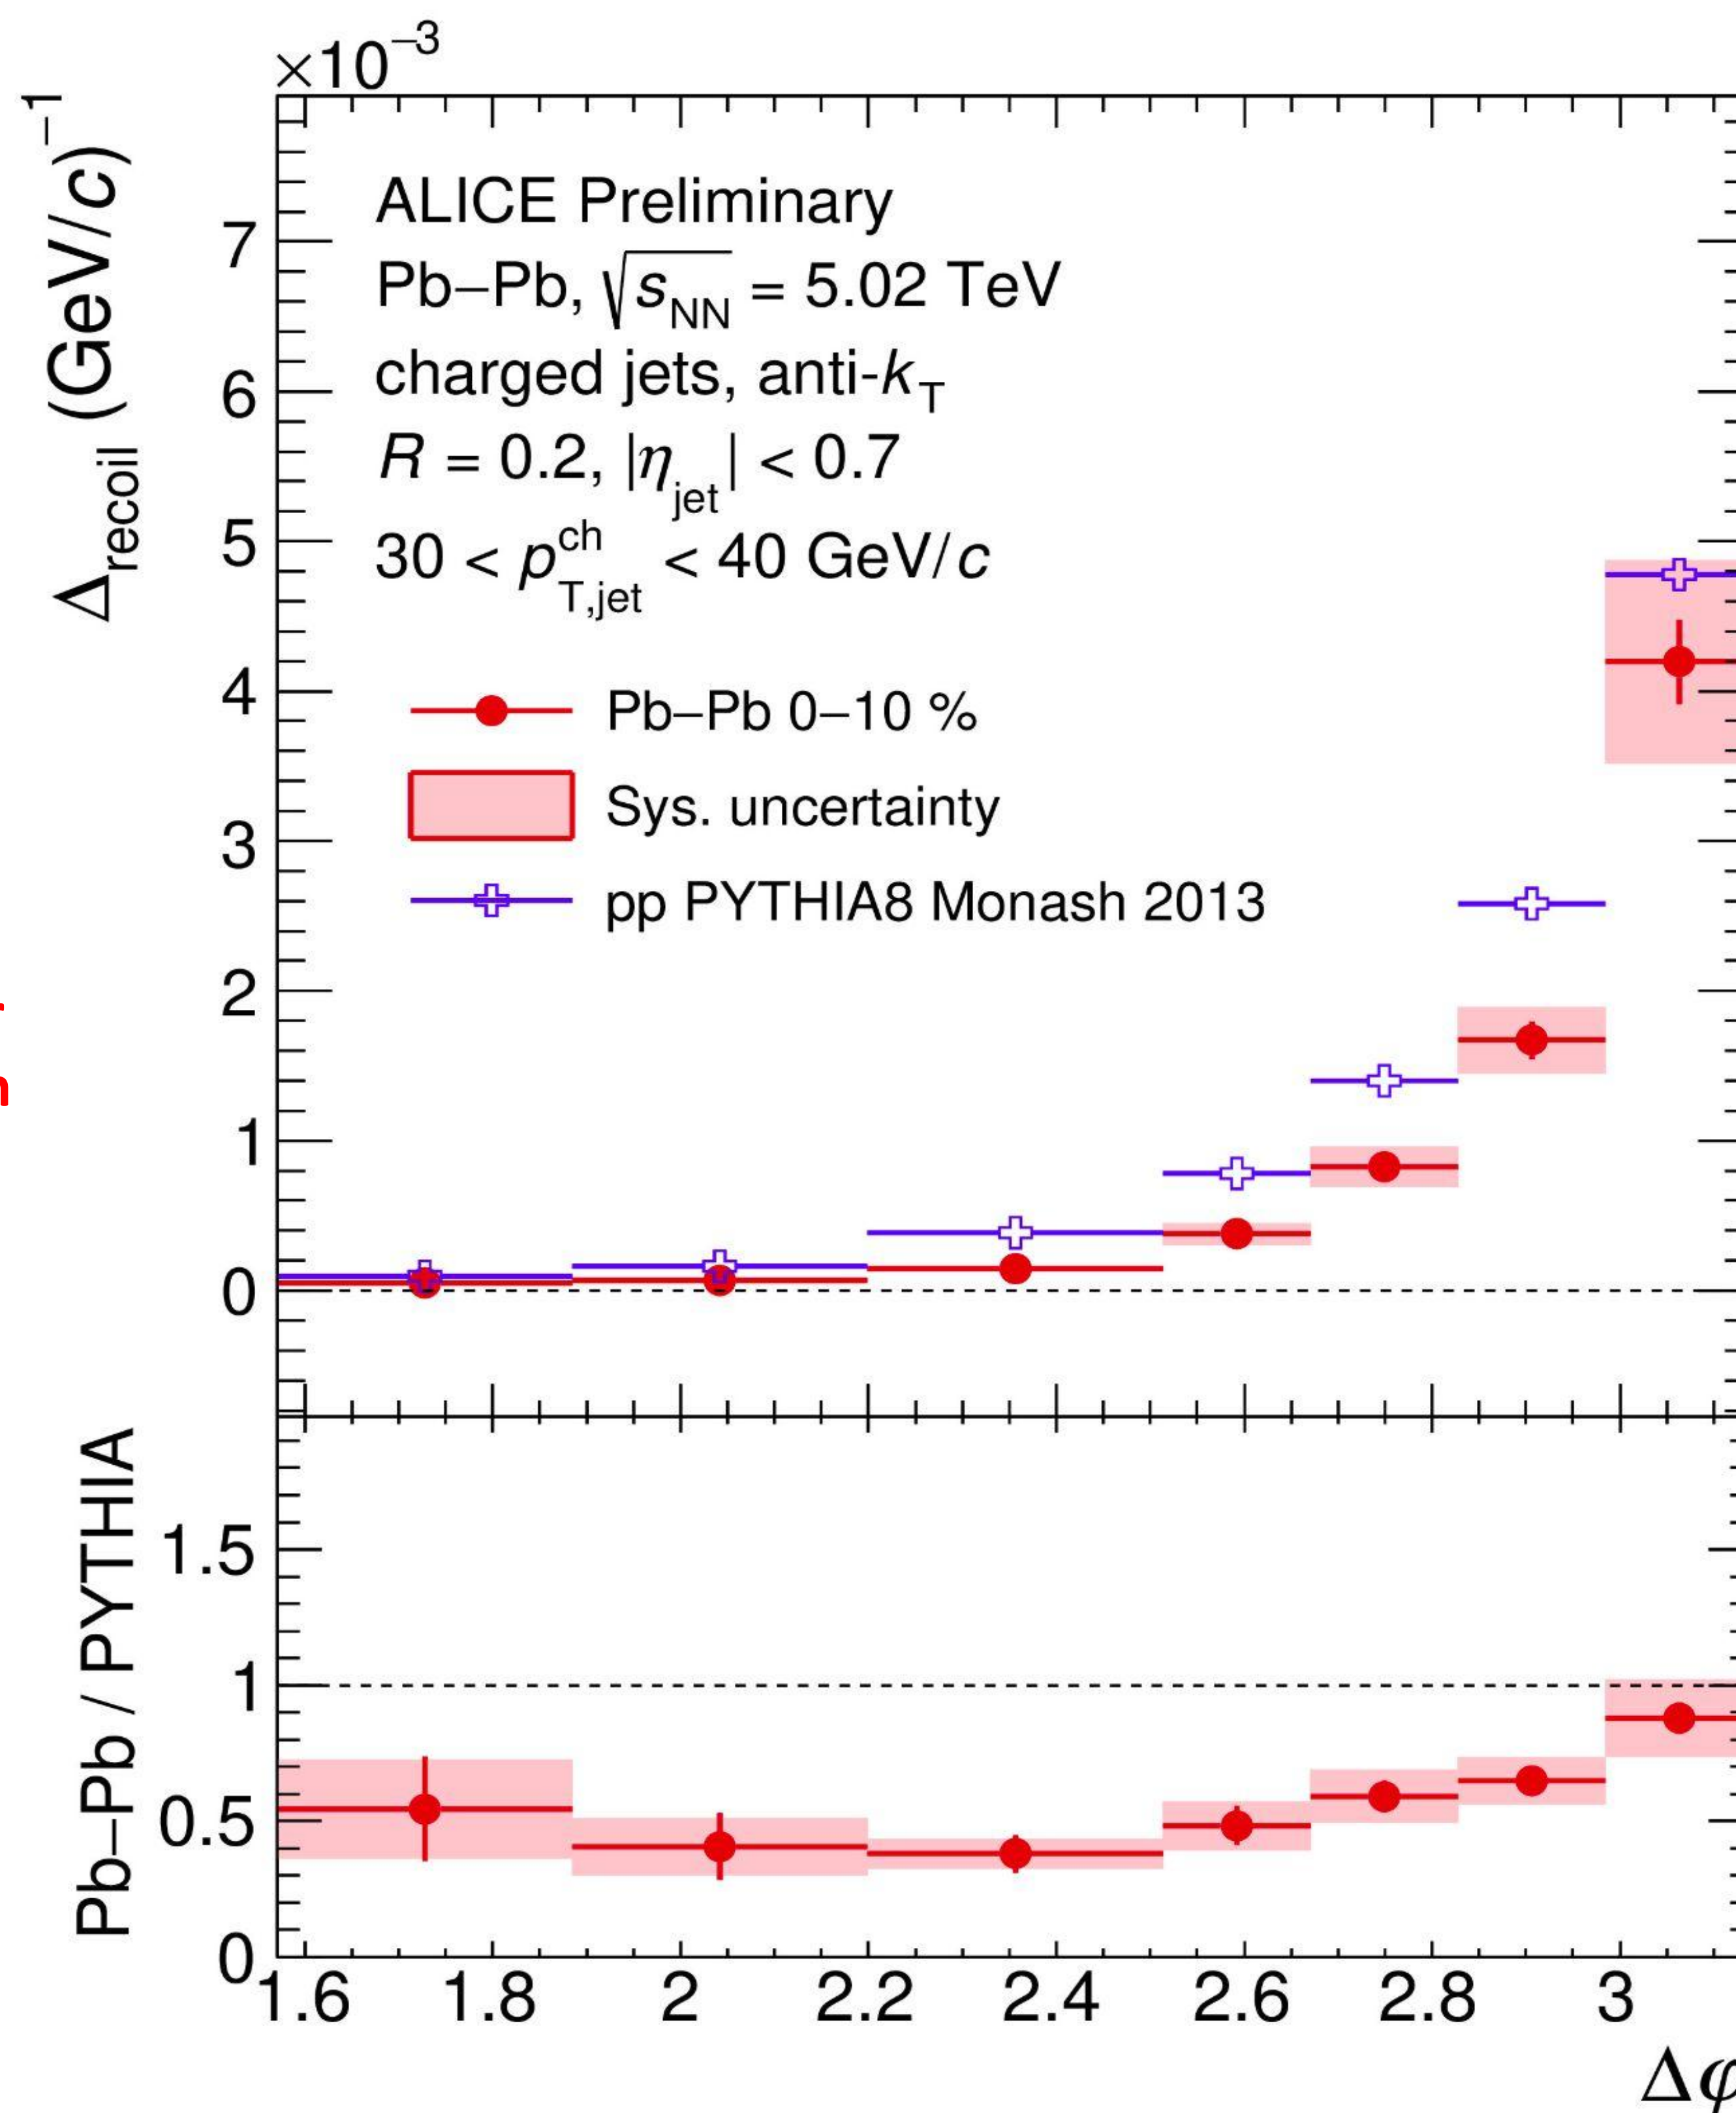 ×10⁻³
Δrecoil (GeV/c)⁻¹
ALICE Preliminary
Pb–Pb, √sNN = 5.02 TeV
charged jets, anti-kT
R = 0.2, |ηjet| < 0.7
30 < p^ch_T,jet < 40 GeV/c
Pb–Pb 0–10 %
Sys. uncertainty
pp PYTHIA8 Monash 2013
7
6
5
4
3
2
1
0
Pb–Pb / PYTHIA
1.5
1
0.5
0
1.6 1.8 2 2.2 2.4 2.6 2.8 3
Δφ